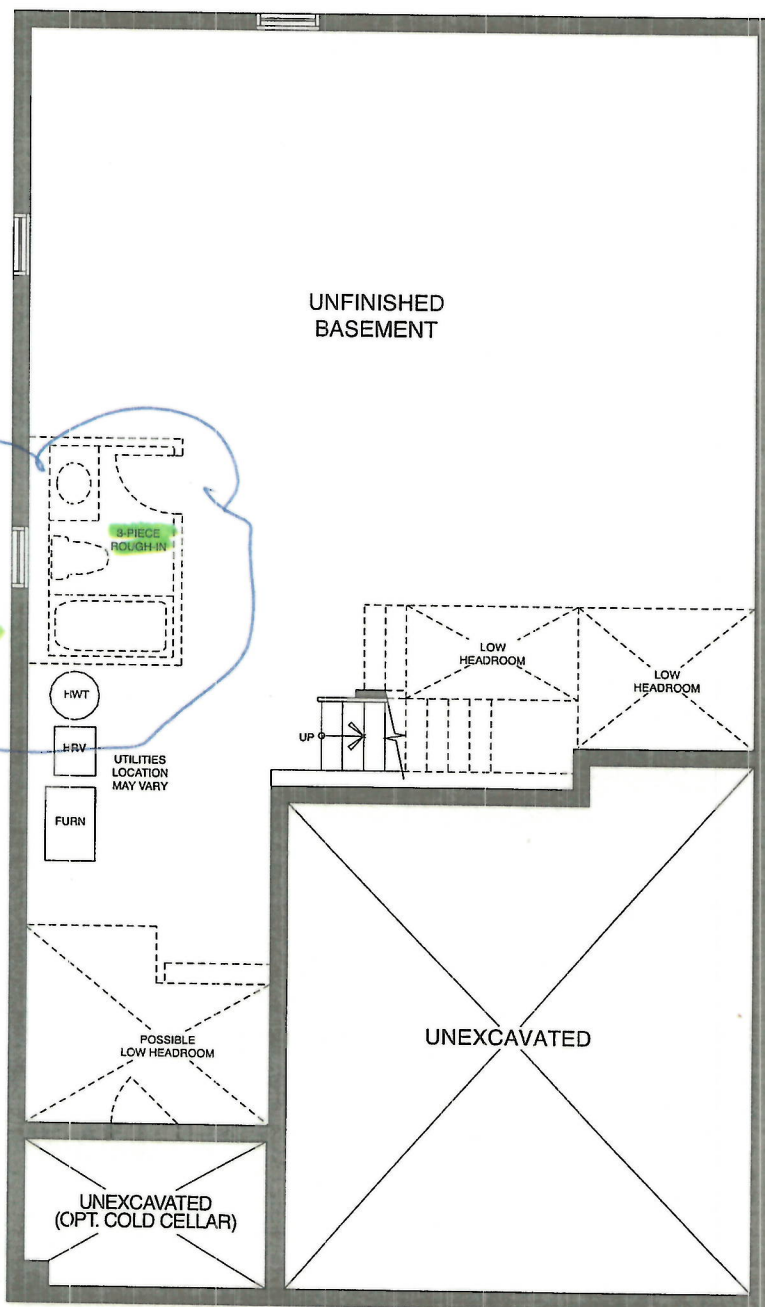 UNFINISHED
BASEMENT
3-PIECE
ROUGH-IN
LOW
HEADROOM
LOW
HEADROOM
HWT
UP
HRV
UTILITIES
LOCATION
MAY VARY
FURN
POSSIBLE
LOW HEADROOM
UNEXCAVATED
UNEXCAVATED
(OPT. COLD CELLAR)